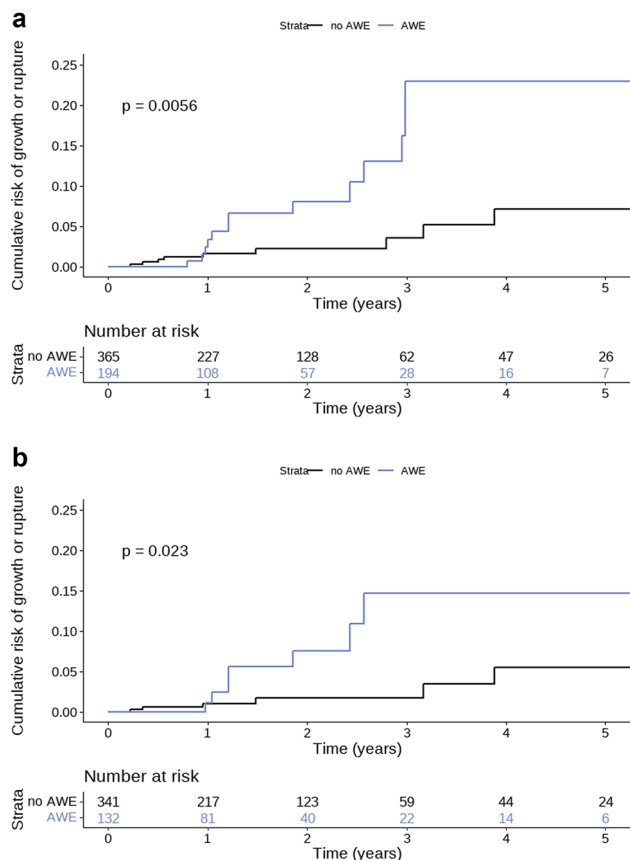 a
Strata no AWE AWE
Cumulative risk of growth or rupture
0.25
0.20
0.15
0.10
0.05
0.00
p = 0.0056
0 1 2 3 4 5
Time (years)
Number at risk
Strata
no AWE 365 227 128 62 47 26
AWE 194 108 57 28 16 7
0 1 2 3 4 5
Time (years)
b
Strata no AWE AWE
Cumulative risk of growth or rupture
0.25
0.20
0.15
0.10
0.05
0.00
p = 0.023
0 1 2 3 4 5
Time (years)
Number at risk
Strata
no AWE 341 217 123 59 44 24
AWE 132 81 40 22 14 6
0 1 2 3 4 5
Time (years)